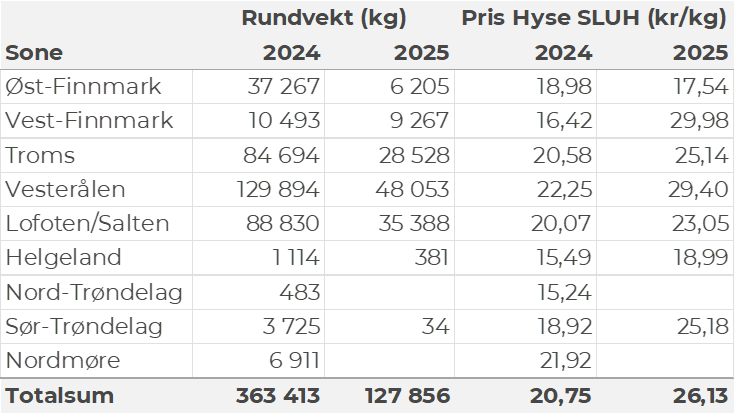 Rundvekt (kg) Pris Hyse SLUH (kr/kg)
Sone 2024 2025 2024 2025
Øst-Finnmark 37 267 6 205 18,98 17,54
Vest-Finnmark 10 493 9 267 16,42 29,98
Troms 84 694 28 528 20,58 25,14
Vesterålen 129 894 48 053 22,25 29,40
Lofoten/Salten 88 830 35 388 20,07 23,05
Helgeland 1 114 381 15,49 18,99
Nord-Trøndelag 483 15,24
Sør-Trøndelag 3 725 34 18,92 25,18
Nordmøre 6 911 21,92
Totalsum 363 413 127 856 20,75 26,13